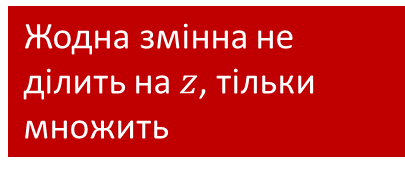 Жодна змінна не
ділить на z, тільки
множить